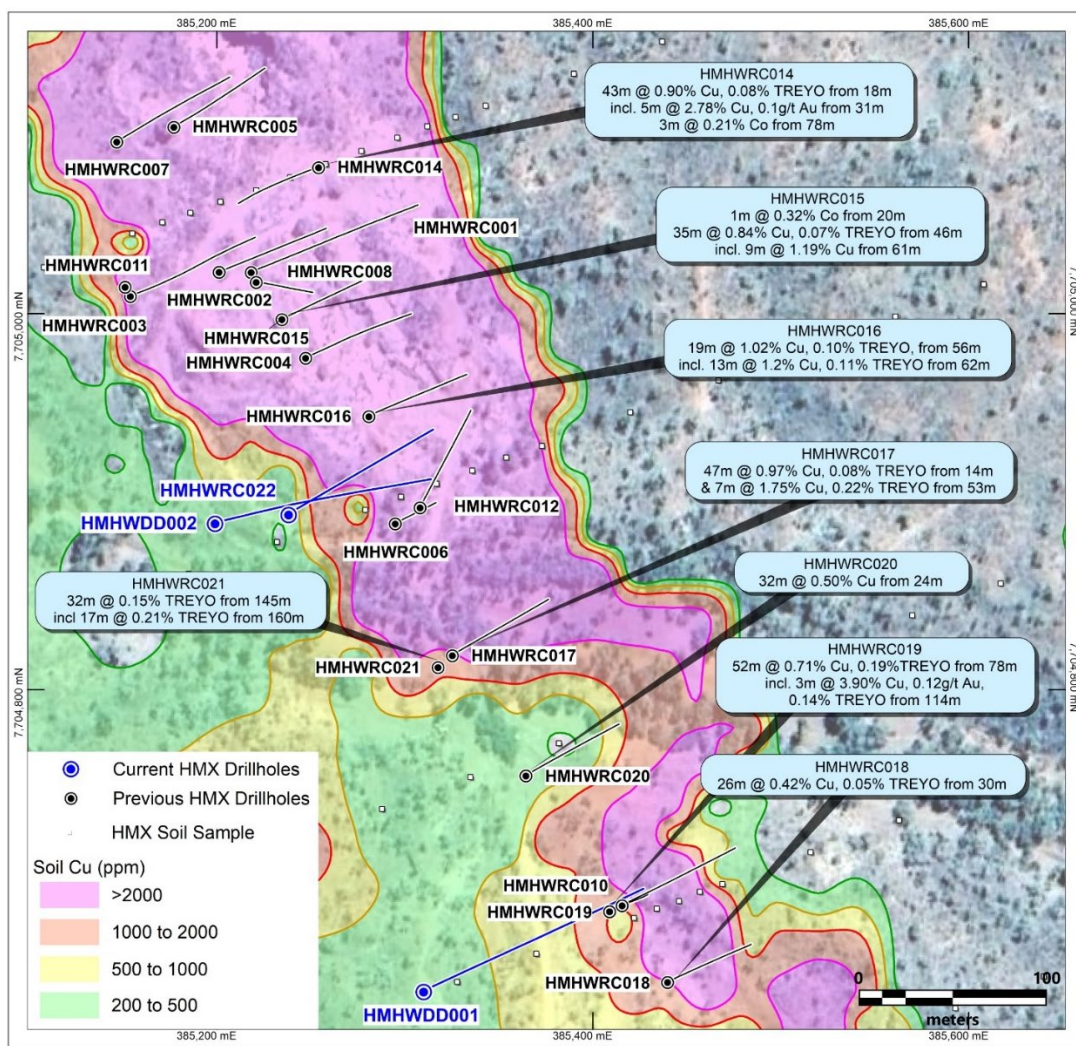 385,200 mE
385,400 mE
385,600 mE
HMHWRC014
43m @ 0.90% Cu, 0.08% TREYO from 18m
incl. 5m @ 2.78% Cu, 0.1g/t Au from 31m
3m @ 0.21% Co from 78m
HMHWRC005
HMHWRC007
HMHWRC014
HMHWRC015
1m @ 0.32% Co from 20m
35m @ 0.84% Cu, 0.07% TREYO from 46m
incl. 9m @ 1.19% Cu from 61m
HMHWRC001
HMHWRC011
HMHWRC008
HMHWRC002
HMHWRC003
7,705,000 mN
7,705,000 mN
HMHWRC015
HMHWRC004
HMHWRC016
19m @ 1.02% Cu, 0.10% TREYO, from 56m
incl. 13m @ 1.2% Cu, 0.11% TREYO from 62m
HMHWRC016
HMHWRC017
47m @ 0.97% Cu, 0.08% TREYO from 14m
& 7m @ 1.75% Cu, 0.22% TREYO from 53m
HMHWRC022
HMHWDD002
HMHWRC012
HMHWRC006
HMHWRC020
32m @ 0.50% Cu from 24m
HMHWRC021
32m @ 0.15% TREYO from 145m
incl 17m @ 0.21% TREYO from 160m
HMHWRC017
HMHWRC021
HMHWRC019
52m @ 0.71% Cu, 0.19%TREYO from 78m
incl. 3m @ 3.90% Cu, 0.12g/t Au,
0.14% TREYO from 114m
7,704,800 mN
7,704,800 mN
HMHWRC020
HMHWRC018
26m @ 0.42% Cu, 0.05% TREYO from 30m
Current HMX Drillholes
Previous HMX Drillholes
HMX Soil Sample
Soil Cu (ppm)
>2000
1000 to 2000
500 to 1000
200 to 500
HMHWRC010
HMHWRC019
HMHWRC018
HMHWDD001
0
100
meters
385,200 mE
385,400 mE
385,600 mE